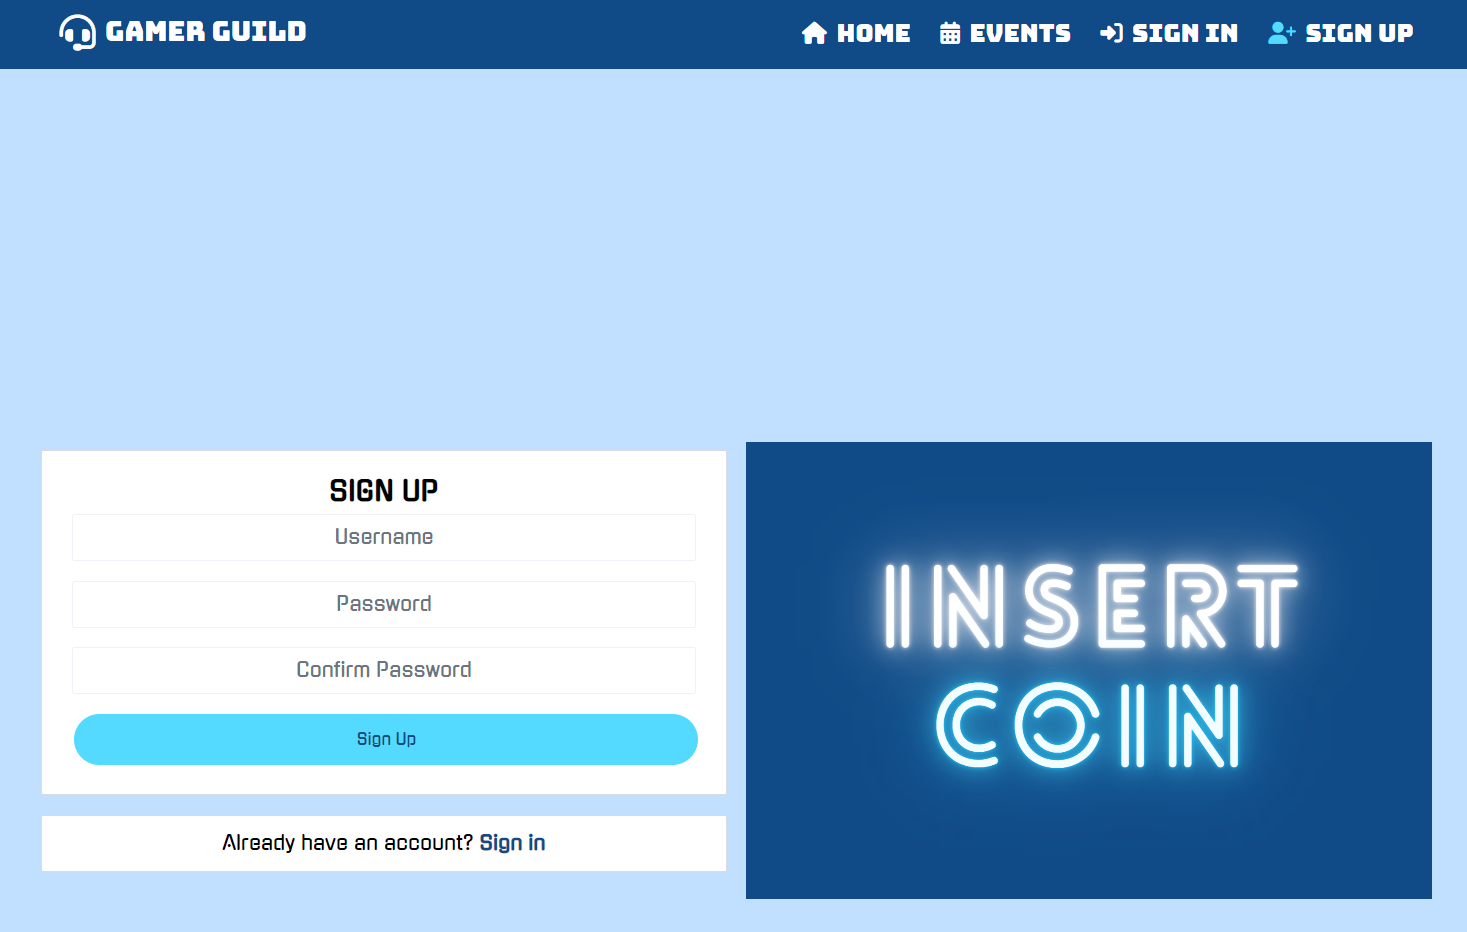 GAMER GUILD
HOME EVENTS SIGN IN SIGN UP
SIGN UP
Username
Password
Confirm Password
Sign Up
Already have an account? Sign in
INSERT
COIN